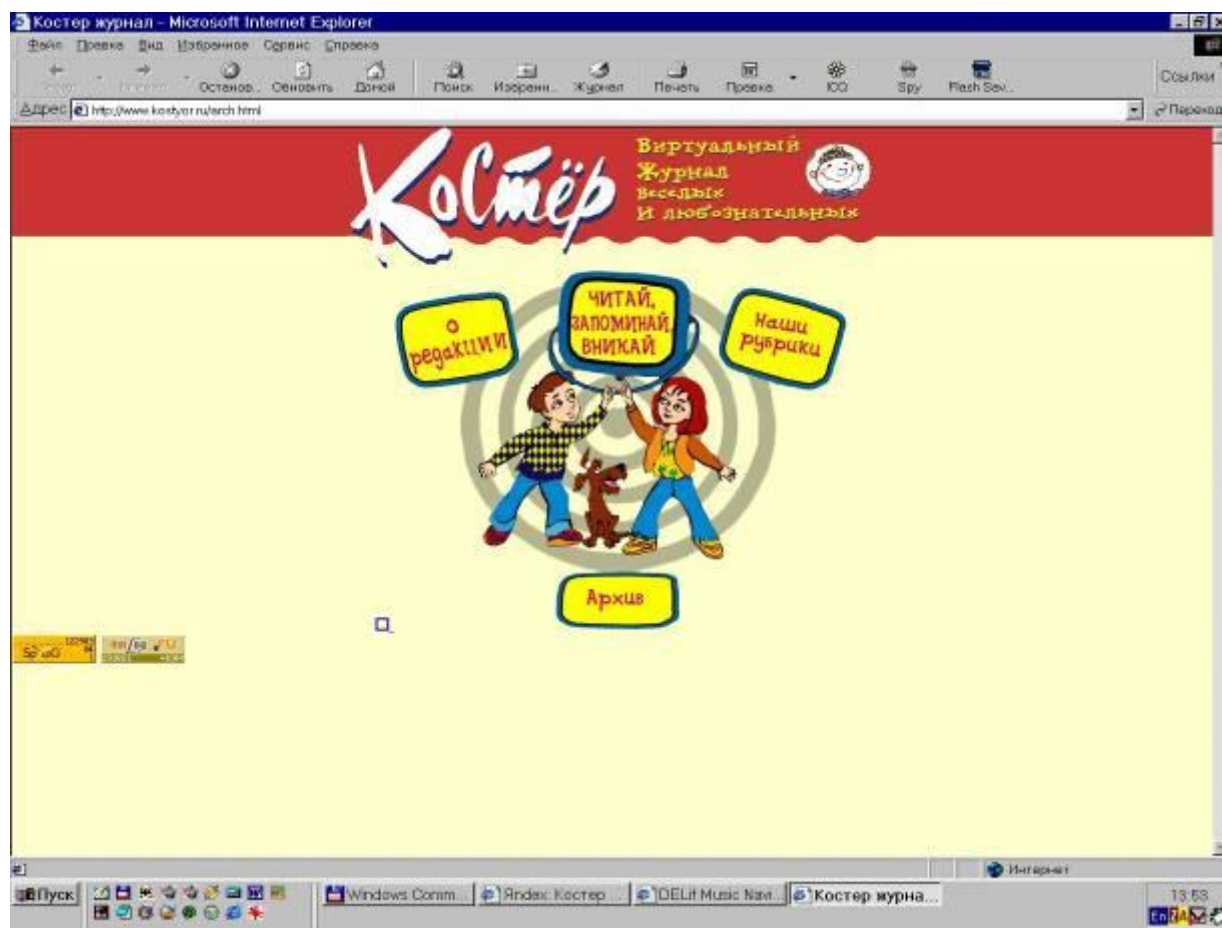 Костер журнал - Microsoft Internet Explorer
Файл Правка Вид Избранное Сервис Справка
Останов... Обновить Домой Поиск Избранн... Журнал Печать Правка ICQ Spy Flash Sav...
Ссылки
Адрес http://www.kostyor.ru/arch.html
Переход
Костёр
Виртуальный
Журнал
Веселых
И любознательных
О
редакции
ЧИТАЙ,
ЗАПОМИНАЙ,
ВНИКАЙ
Наши
рубрики
Архив
Интернет
Пуск
Windows Comm...
Яndex: Костер ...
DELit Music Navi...
Костер журна...
13:53
En